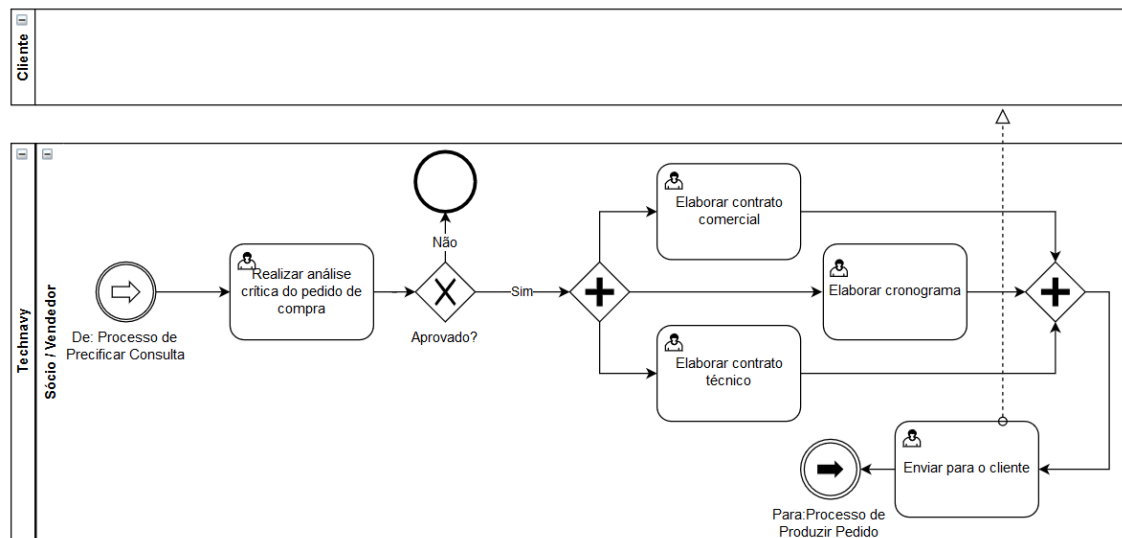 Cliente
Technavy
Sócio / Vendedor
De: Processo de
Precificar Consulta
Realizar análise
crítica do pedido de
compra
Não
Aprovado?
Sim
Elaborar contrato
comercial
Elaborar cronograma
Elaborar contrato
técnico
Enviar para o cliente
Para:Processo de
Produzir Pedido